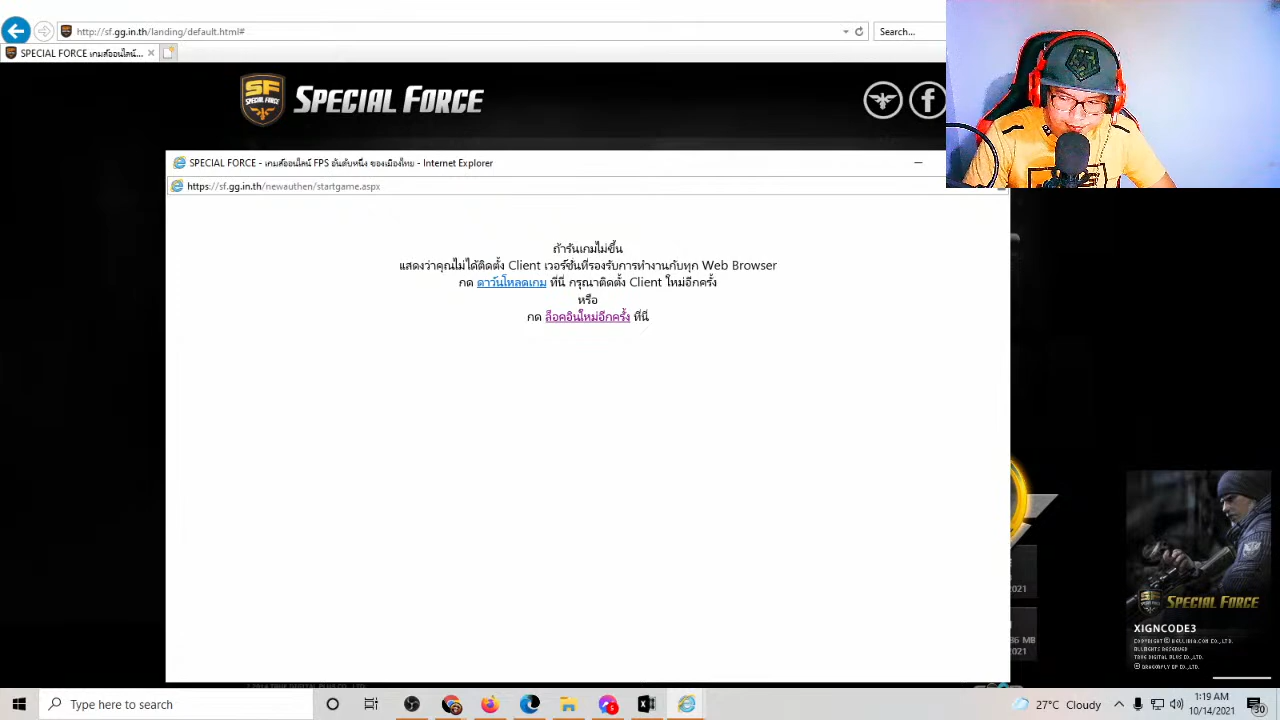 http://sf.gg.in.th/landing/default.html#
Search...
SPECIAL FORCE เกมส์ออนไลน์...
SF
SPECIAL FORCE
SPECIAL FORCE
SPECIAL FORCE - เกมส์ออนไลน์ FPS อันดับหนึ่ง ของเมืองไทย - Internet Explorer
https://sf.gg.in.th/newauthen/startgame.aspx
ถ้ารันเกมไม่ขึ้น
แสดงว่าคุณไม่ได้ติดตั้ง Client เวอร์ชั่นที่รองรับการทำงานกับทุก Web Browser
กด ดาวน์โหลดเกม ที่นี่ กรุณาติดตั้ง Client ใหม่อีกครั้ง
หรือ
กด ล็อคอินใหม่อีกครั้ง ที่นี่
2021
MB
2021
SPECIAL FORCE
XIGNCODE3
Type here to search
27°C Cloudy
1:19 AM
10/14/2021
30